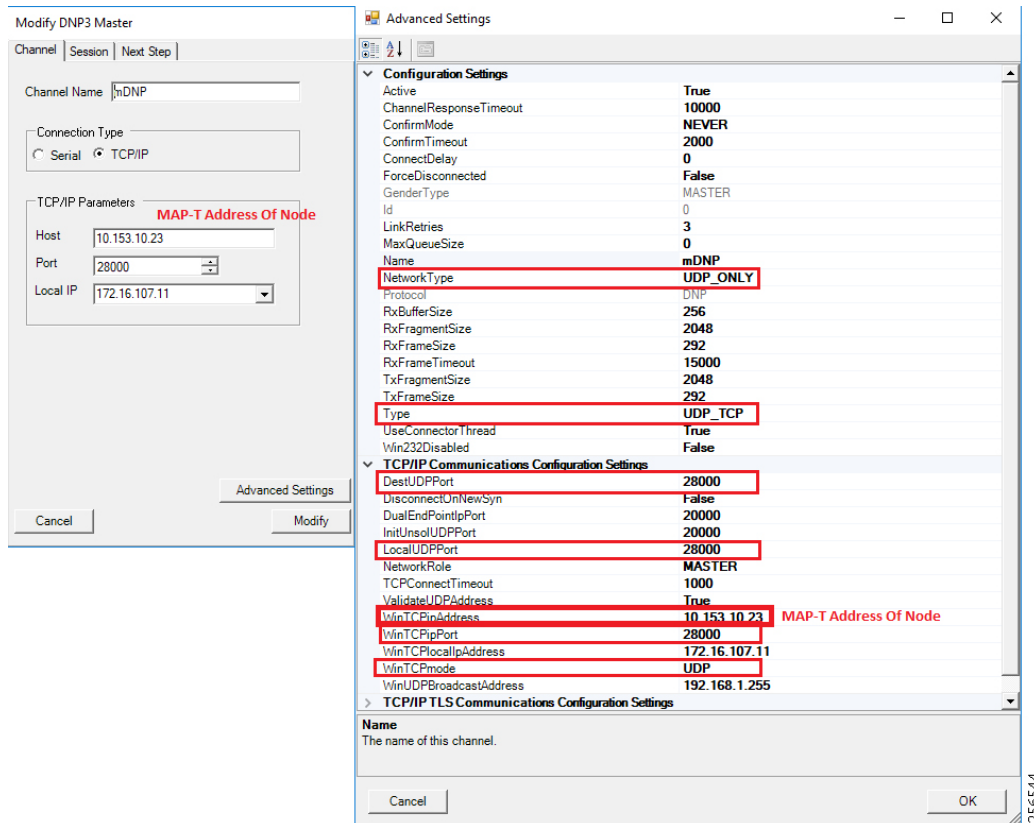 Modify DNP3 Master
Channel Session Next Step
Channel Name mDNP
Connection Type
Serial TCP/IP
TCP/IP Parameters
MAP-T Address Of Node
Host 10.153.10.23
Port 28000
Local IP 172.16.107.11
Advanced Settings
Cancel Modify
Advanced Settings
Configuration Settings
Active True
ChannelResponseTimeout 10000
ConfirmMode NEVER
ConfirmTimeout 2000
ConnectDelay 0
ForceDisconnected False
GenderType MASTER
Id 0
LinkRetries 3
MaxQueueSize 0
Name mDNP
NetworkType UDP_ONLY
Protocol DNP
RxBufferSize 256
RxFragmentSize 2048
RxFrameSize 292
RxFrameTimeout 15000
TxFragmentSize 2048
TxFrameSize 292
Type UDP_TCP
UseConnectorThread True
Win232Disabled False
TCP/IP Communications Configuration Settings
DestUDPPort 28000
DisconnectOnNewSyn False
DualEndPointIpPort 20000
InitUnsolUDPPort 20000
LocalUDPPort 28000
NetworkRole MASTER
TCPConnectTimeout 1000
ValidateUDPAddress True
WinTCPipAddress 10.153.10.23 MAP-T Address Of Node
WinTCPipPort 28000
WinTCPlocalIpAddress 172.16.107.11
WinTCPmode UDP
WinUDPBroadcastAddress 192.168.1.255
TCP/IP TLS Communications Configuration Settings
Name
The name of this channel.
Cancel OK